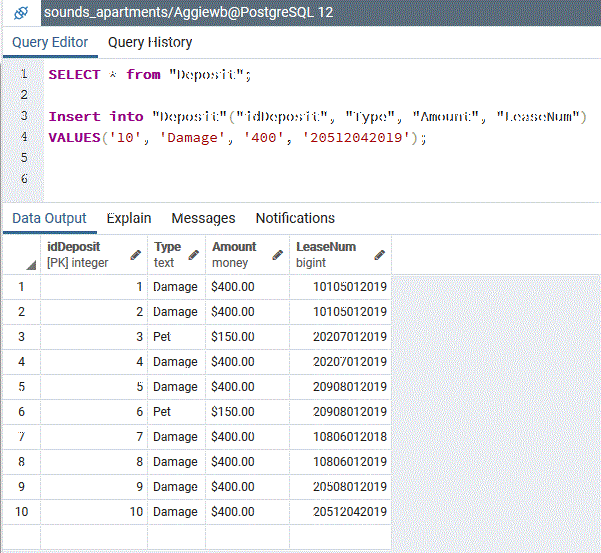 sounds_apartments/Aggiewb@PostgreSQL 12
Query Editor Query History
1 SELECT * from "Deposit";
2
3 Insert into "Deposit"("idDeposit", "Type", "Amount", "LeaseNum")
4 VALUES('10', 'Damage', '400', '20512042019');
5
6
Data Output Explain Messages Notifications
idDeposit Type Amount LeaseNum
[PK] integer text money bigint
1 1 Damage $400.00 10105012019
2 2 Damage $400.00 10105012019
3 3 Pet $150.00 20207012019
4 4 Damage $400.00 20207012019
5 5 Damage $400.00 20908012019
6 6 Pet $150.00 20908012019
7 7 Damage $400.00 10806012018
8 8 Damage $400.00 10806012019
9 9 Damage $400.00 20508012019
10 10 Damage $400.00 20512042019